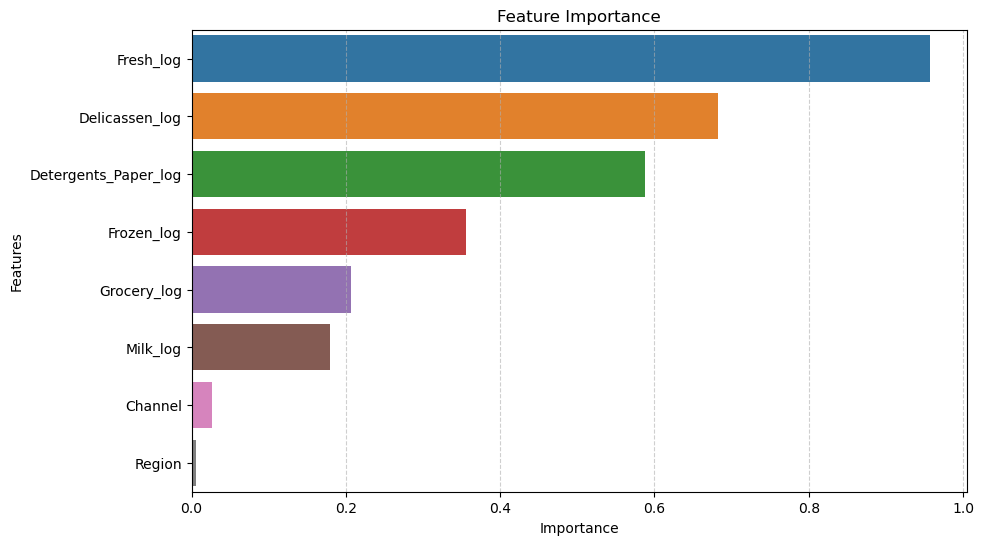 Feature Importance
Features
Fresh_log
Delicassen_log
Detergents_Paper_log
Frozen_log
Grocery_log
Milk_log
Channel
Region
0.0 0.2 0.4 0.6 0.8 1.0
Importance